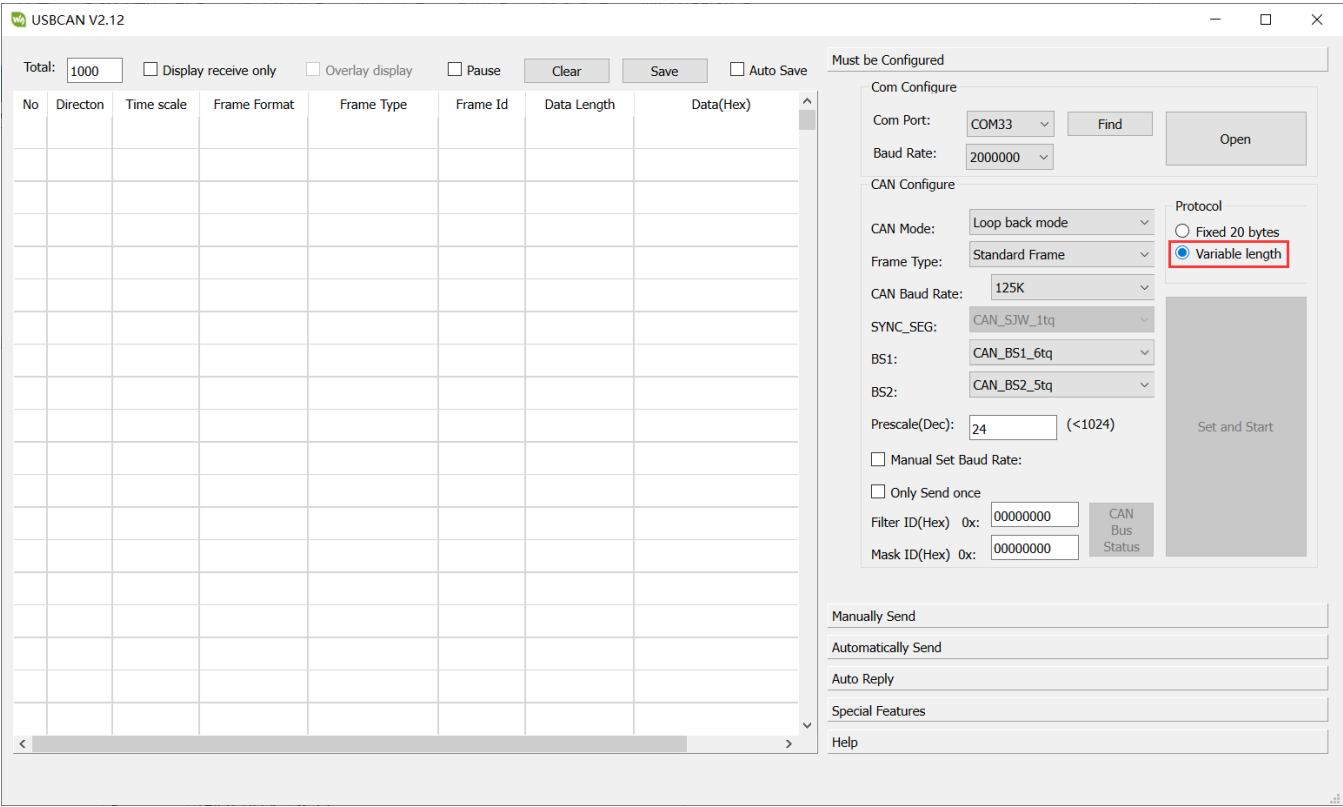 USBCAN V2.12
Total: 1000 Display receive only Overlay display Pause Clear Save Auto Save
No Directon Time scale Frame Format Frame Type Frame Id Data Length Data(Hex)
Must be Configured
Com Configure
Com Port: COM33 Find Open
Baud Rate: 2000000
CAN Configure
CAN Mode: Loop back mode
Frame Type: Standard Frame
CAN Baud Rate: 125K
SYNC_SEG: CAN_SJW_1tq
BS1: CAN_BS1_6tq
BS2: CAN_BS2_5tq
Prescale(Dec): 24 (<1024)
Manual Set Baud Rate:
Only Send once
Filter ID(Hex) 0x: 00000000
Mask ID(Hex) 0x: 00000000
CAN
Bus
Status
Protocol
Fixed 20 bytes
Variable length
Set and Start
Manually Send
Automatically Send
Auto Reply
Special Features
Help